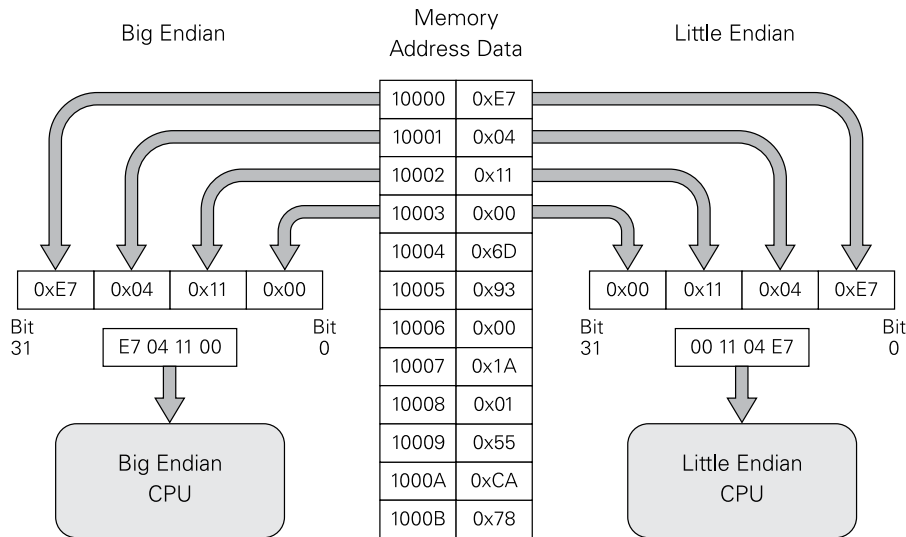 Big Endian
Memory
Address Data
Little Endian
10000 0xE7
10001 0x04
10002 0x11
10003 0x00
10004 0x6D
10005 0x93
10006 0x00
10007 0x1A
10008 0x01
10009 0x55
1000A 0xCA
1000B 0x78
0xE7 0x04 0x11 0x00
Bit
31
Bit
0
E7 04 11 00
Big Endian
CPU
0x00 0x11 0x04 0xE7
Bit
31
Bit
0
00 11 04 E7
Little Endian
CPU